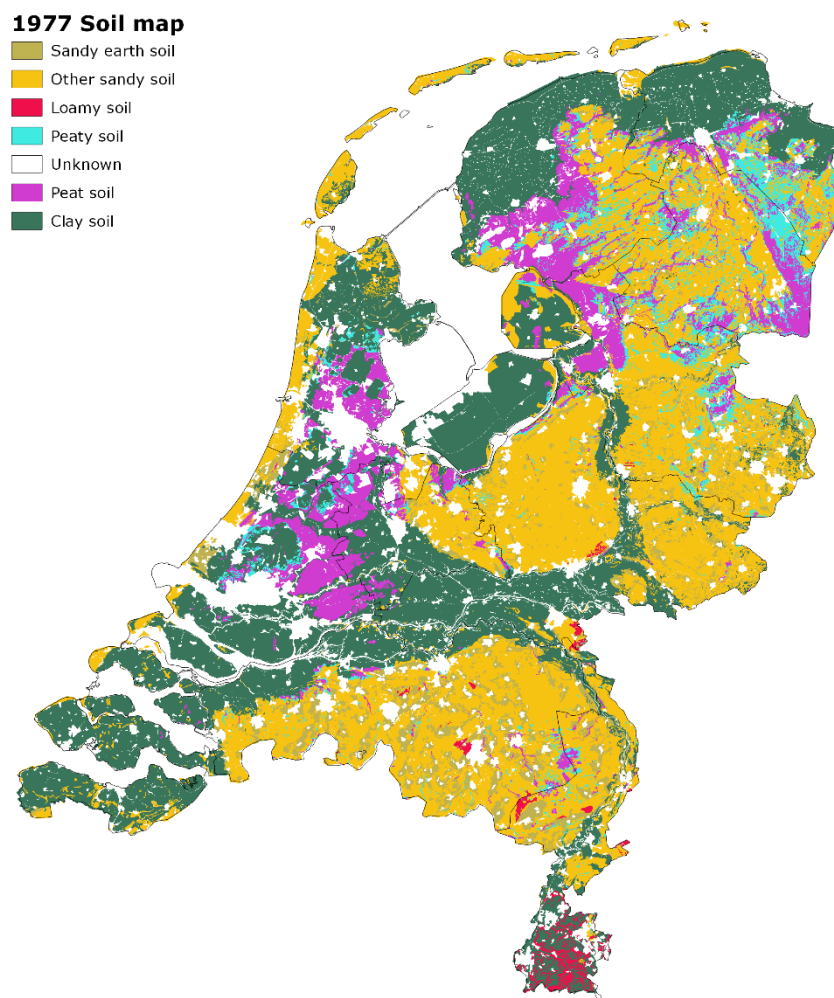 1977 Soil map
Sandy earth soil
Other sandy soil
Loamy soil
Peaty soil
Unknown
Peat soil
Clay soil